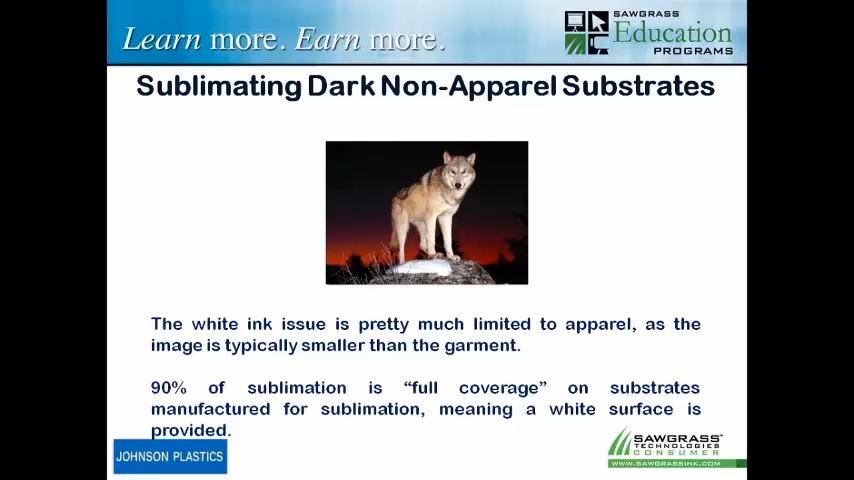 Learn more. Earn more.
SAWGRASS
Education
PROGRAMS
Sublimating Dark Non-Apparel Substrates
The white ink issue is pretty much limited to apparel, as the
image is typically smaller than the garment.
90% of sublimation is “full coverage” on substrates
manufactured for sublimation, meaning a white surface is
provided.
JOHNSON PLASTICS
SAWGRASS
TECHNOLOGIES
CONSUMER
WWW.SAWGRASSINK.COM